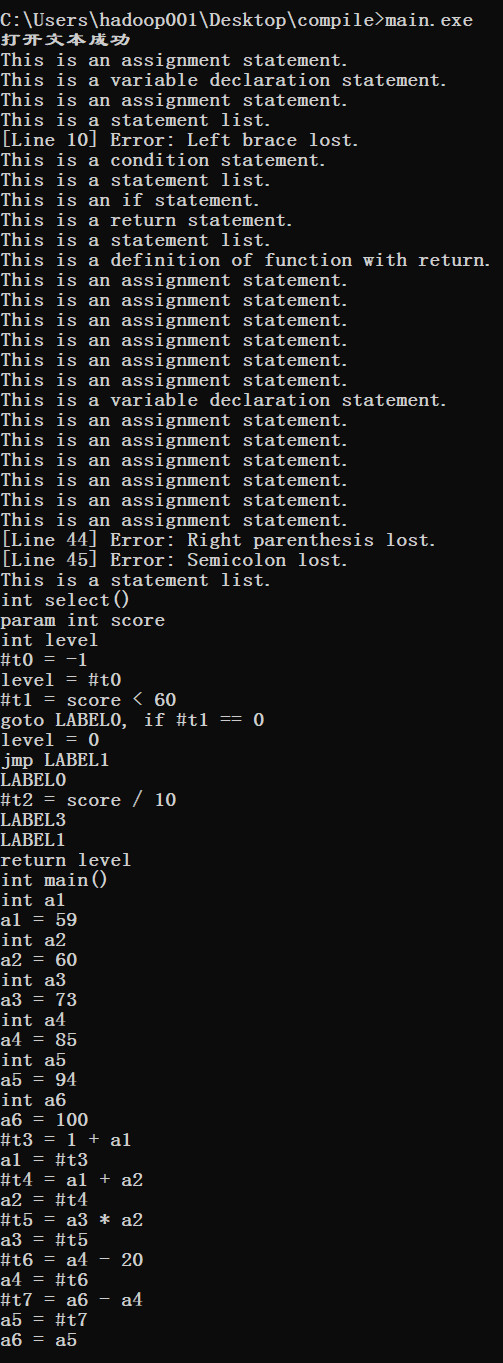 C:\Users\hadoop001\Desktop\compile>main.exe
打开文本成功
This is an assignment statement.
This is a variable declaration statement.
This is an assignment statement.
This is a statement list.
[Line 10] Error: Left brace lost.
This is a condition statement.
This is a statement list.
This is an if statement.
This is a return statement.
This is a statement list.
This is a definition of function with return.
This is an assignment statement.
This is an assignment statement.
This is an assignment statement.
This is an assignment statement.
This is an assignment statement.
This is an assignment statement.
This is a variable declaration statement.
This is an assignment statement.
This is an assignment statement.
This is an assignment statement.
This is an assignment statement.
This is an assignment statement.
This is an assignment statement.
[Line 44] Error: Right parenthesis lost.
[Line 45] Error: Semicolon lost.
This is a statement list.
int select()
param int score
int level
#t0 = -1
level = #t0
#t1 = score < 60
goto LABEL0, if #t1 == 0
level = 0
jmp LABEL1
LABEL0
#t2 = score / 10
LABEL3
LABEL1
return level
int main()
int a1
a1 = 59
int a2
a2 = 60
int a3
a3 = 73
int a4
a4 = 85
int a5
a5 = 94
int a6
a6 = 100
#t3 = 1 + a1
a1 = #t3
#t4 = a1 + a2
a2 = #t4
#t5 = a3 * a2
a3 = #t5
#t6 = a4 - 20
a4 = #t6
#t7 = a6 - a4
a5 = #t7
a6 = a5